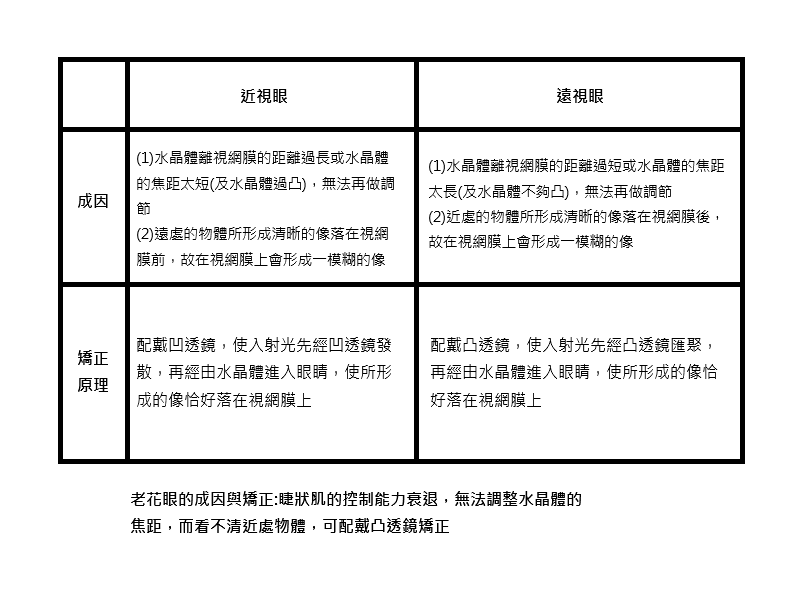 近視眼
遠視眼
成因
(1)水晶體離視網膜的距離過長或水晶體
的焦距太短(及水晶體過凸)，無法再做調
節
(2)遠處的物體所形成清晰的像落在視網
膜前，故在視網膜上會形成一模糊的像
(1)水晶體離視網膜的距離過短或水晶體的焦距
太長(及水晶體不夠凸)，無法再做調節
(2)近處的物體所形成清晰的像落在視網膜後，
故在視網膜上會形成一模糊的像
矯正
原理
配戴凹透鏡，使入射光先經凹透鏡發
散，再經由水晶體進入眼睛，使所形
成的像恰好落在視網膜上
配戴凸透鏡，使入射光先經凸透鏡匯聚，
再經由水晶體進入眼睛，使所形成的像恰
好落在視網膜上
老花眼的成因與矯正:睫狀肌的控制能力衰退，無法調整水晶體的
焦距，而看不清近處物體，可配戴凸透鏡矯正